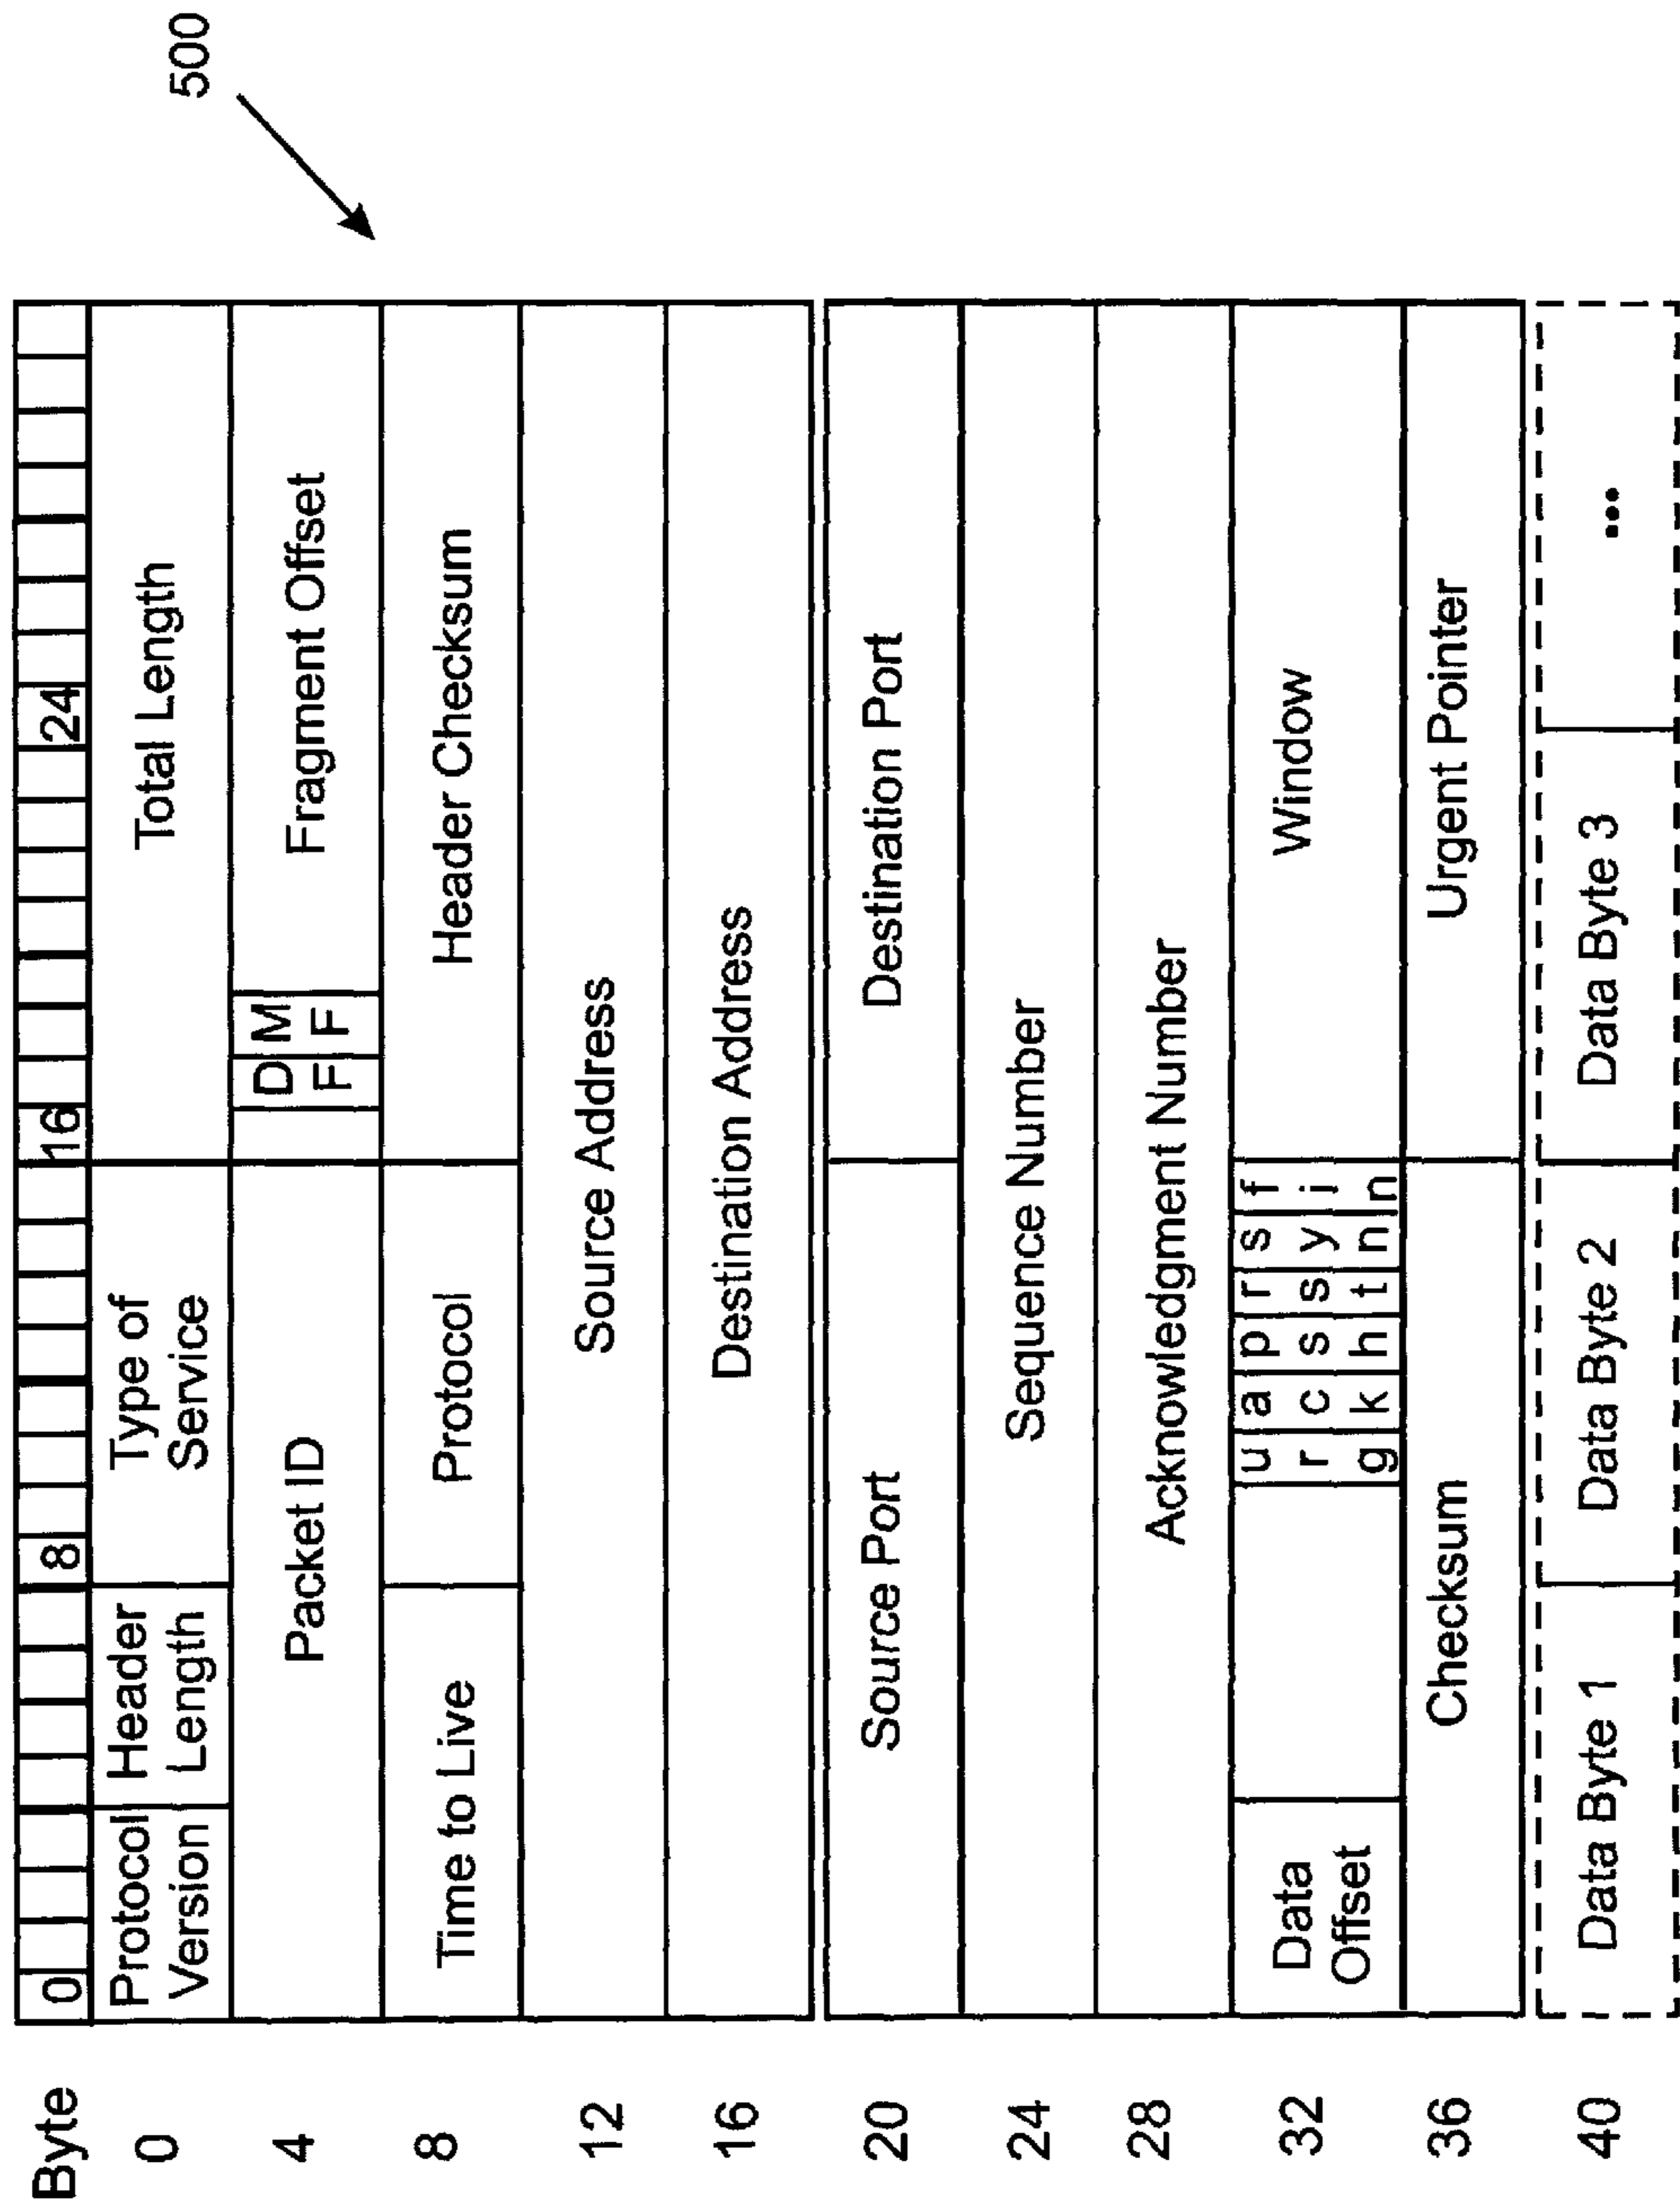 500
Byte
0 8 16 24
0
Protocol Version
Header Length
Type of Service
Total Length
4
Packet ID
D F
M F
Fragment Offset
8
Time to Live
Protocol
Header Checksum
12
Source Address
16
Destination Address
20
Source Port
Destination Port
24
Sequence Number
28
Acknowledgment Number
32
Data Offset
u a p r s f
r c s s y i
g k h t n n
Window
36
Checksum
Urgent Pointer
40
Data Byte 1
Data Byte 2
Data Byte 3
...